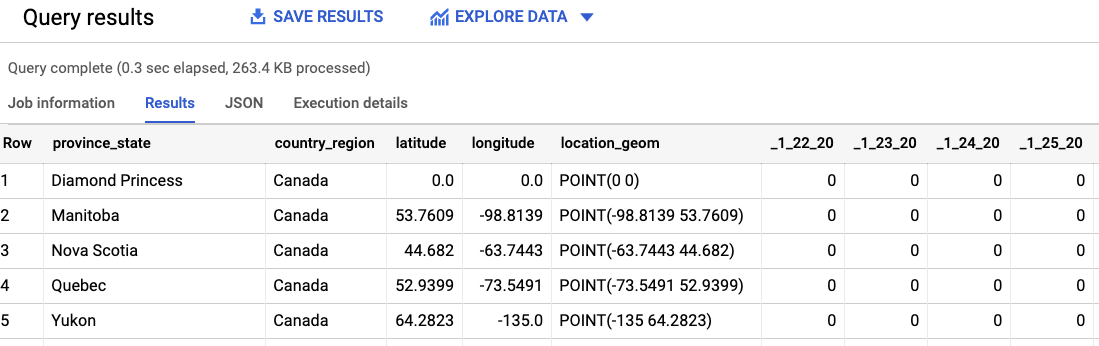 Query results SAVE RESULTS EXPLORE DATA
Query complete (0.3 sec elapsed, 263.4 KB processed)
Job information Results JSON Execution details
Row province_state country_region latitude longitude location_geom _1_22_20 _1_23_20 _1_24_20 _1_25_20
1 Diamond Princess Canada 0.0 0.0 POINT(0 0) 0 0 0 0
2 Manitoba Canada 53.7609 -98.8139 POINT(-98.8139 53.7609) 0 0 0 0
3 Nova Scotia Canada 44.682 -63.7443 POINT(-63.7443 44.682) 0 0 0 0
4 Quebec Canada 52.9399 -73.5491 POINT(-73.5491 52.9399) 0 0 0 0
5 Yukon Canada 64.2823 -135.0 POINT(-135 64.2823) 0 0 0 0